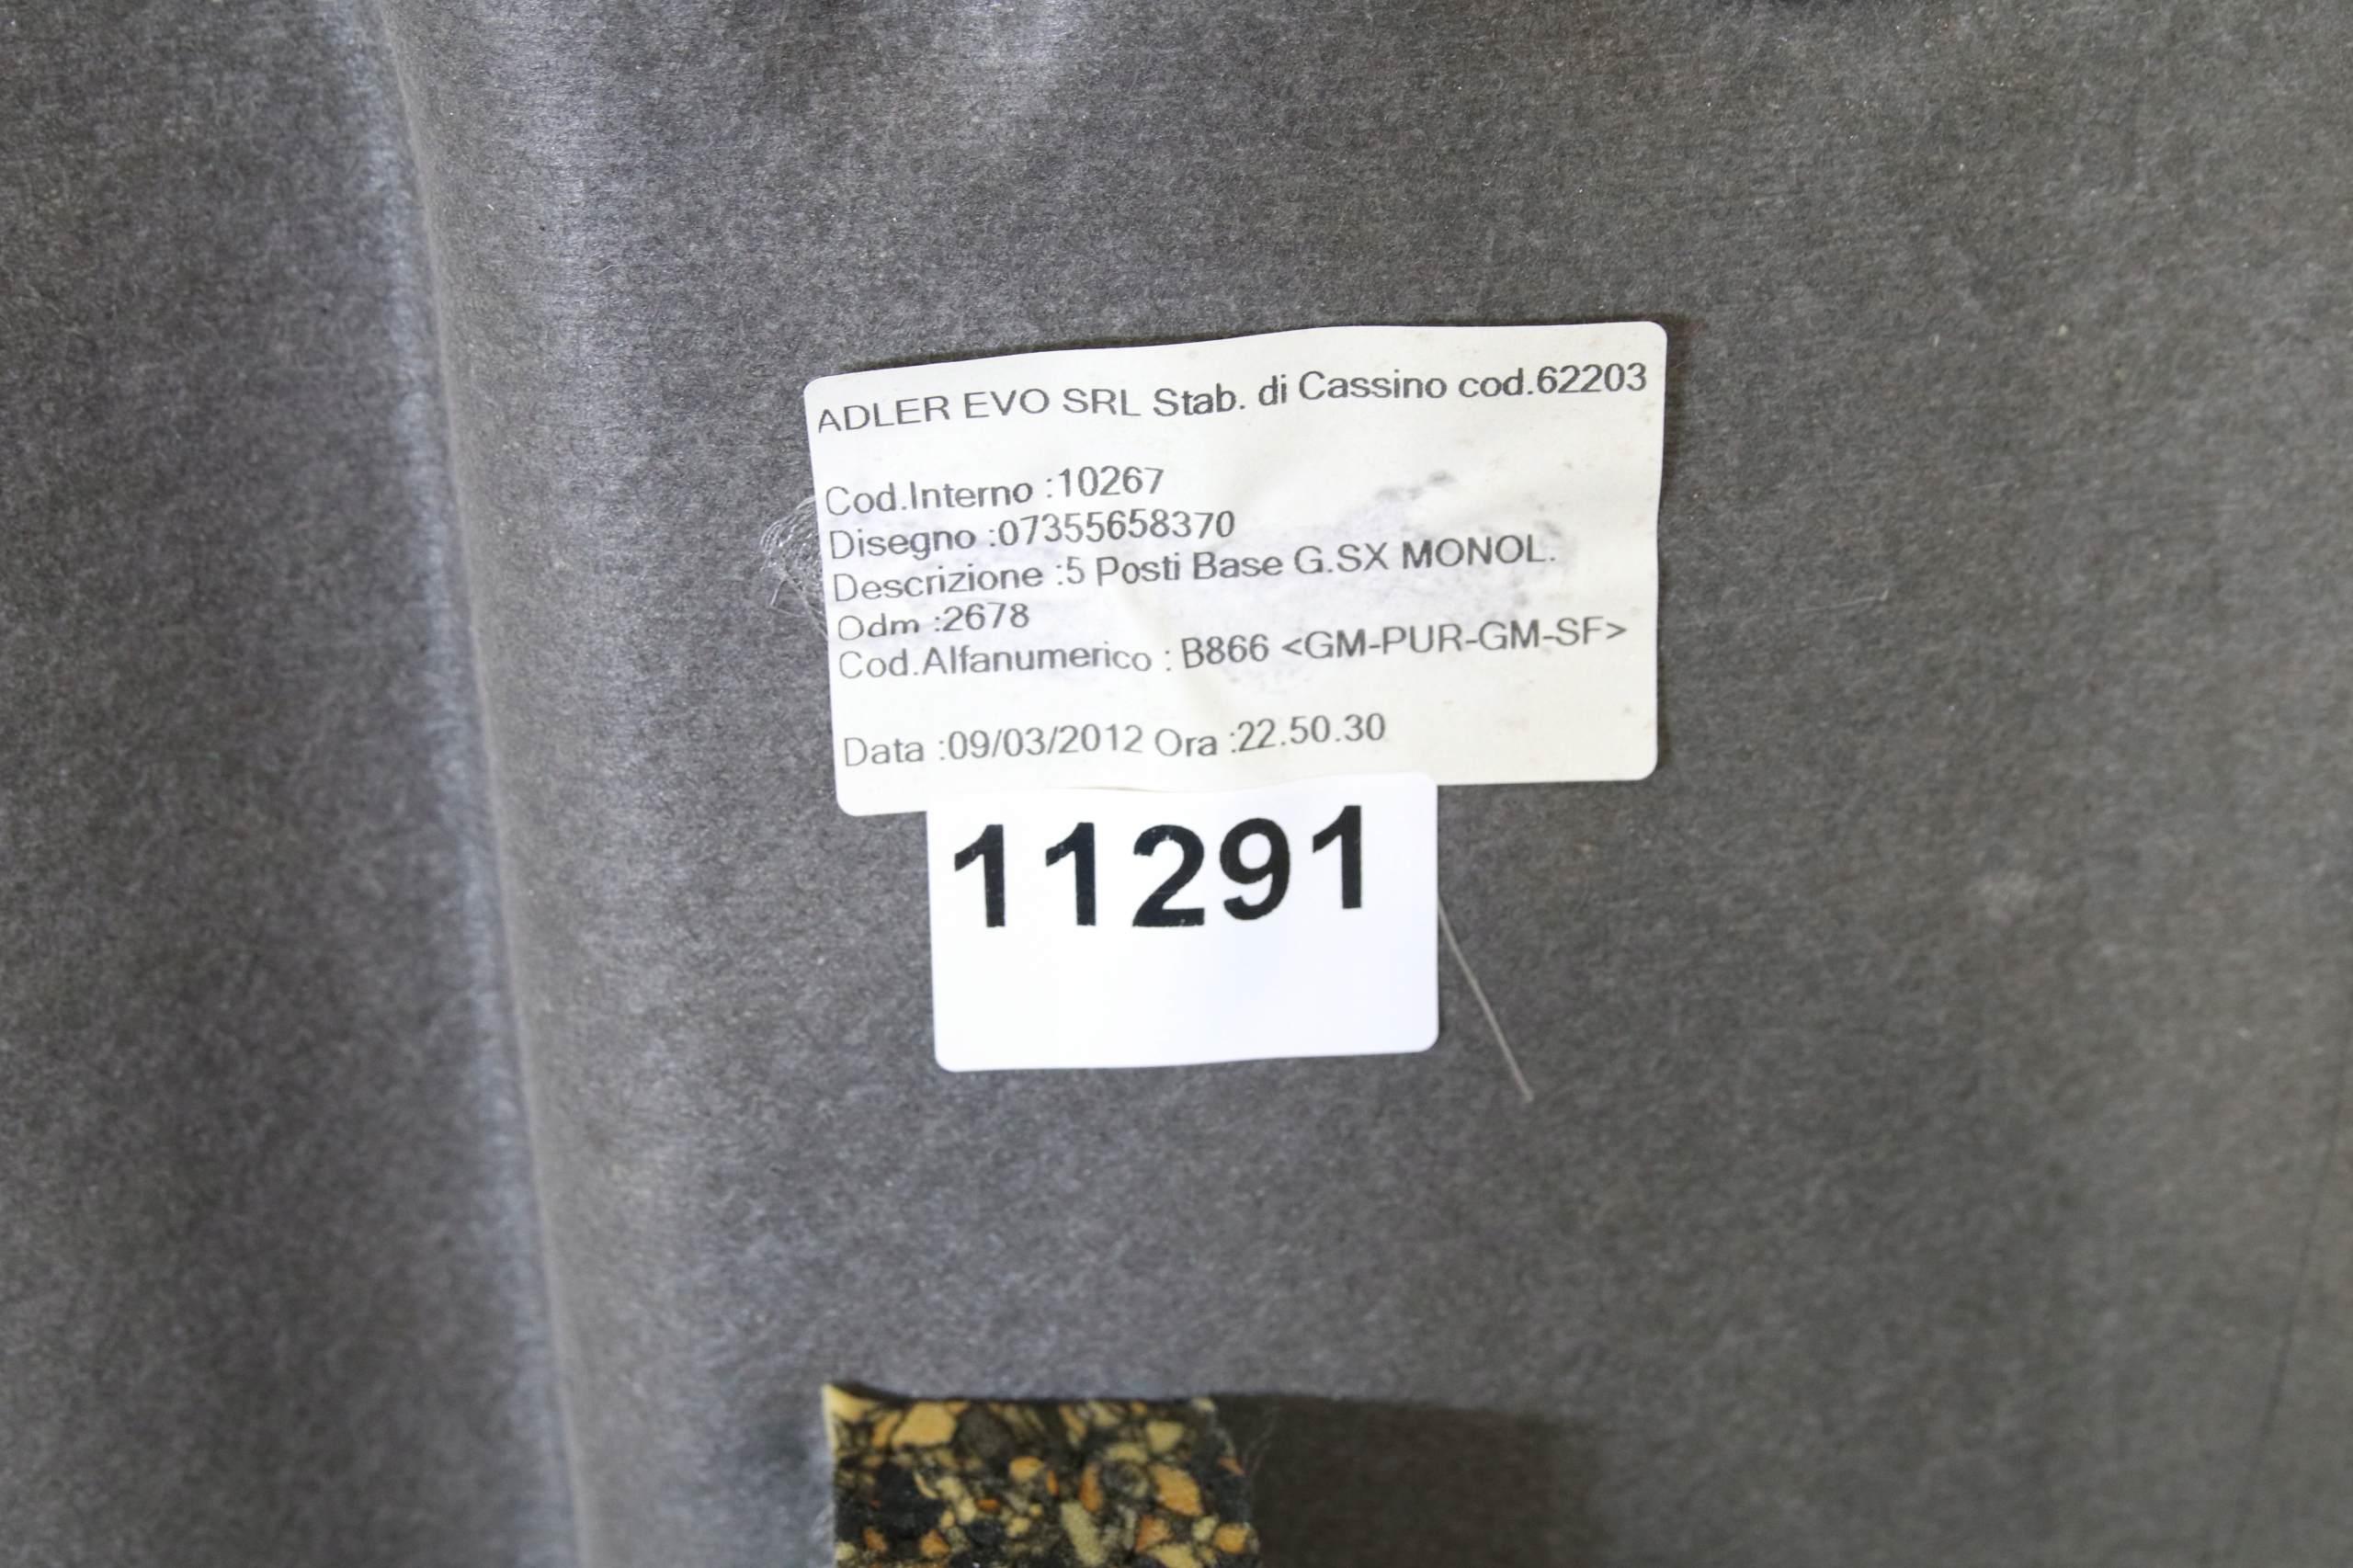 ADLER EVO SRL Stab. di Cassino cod.62203
Cod.Interno :10267
Disegno :07355658370
Descrizione :5 Posti Base G.SX MONOL.
Odm :2678
Cod.Alfanumerico : B866 <GM-PUR-GM-SF>
Data :09/03/2012 Ora :22.50.30
11291